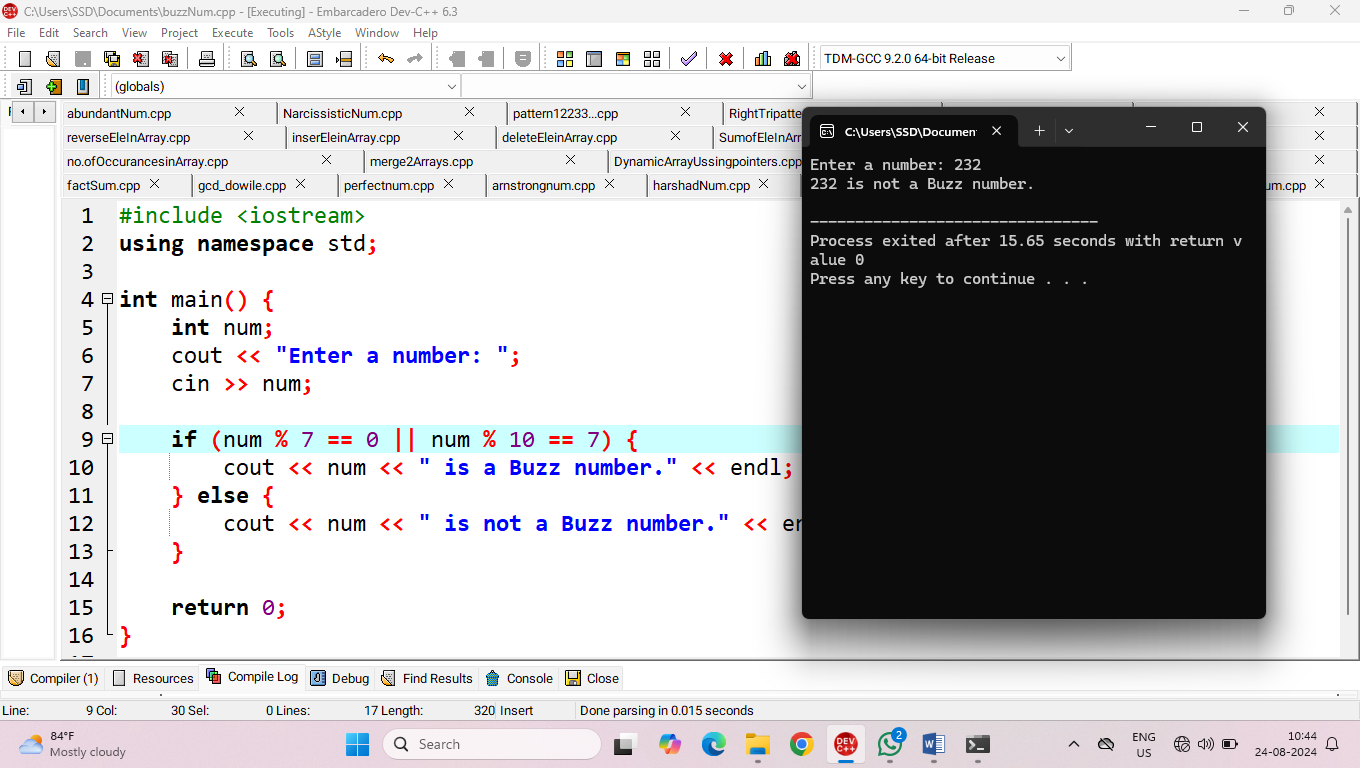 C:\Users\SSD\Documents\buzzNum.cpp - [Executing] - Embarcadero Dev-C++ 6.3
File Edit Search View Project Execute Tools AStyle Window Help
TDM-GCC 9.2.0 64-bit Release
(globals)
abundantNum.cpp NarcissisticNum.cpp pattern12233...cpp RightTripatte
reverseEleInArray.cpp inserEleinArray.cpp deleteEleinArray.cpp SumofEleInArr
no.ofOccurancesinArray.cpp merge2Arrays.cpp DynamicArrayUssingpointers.cpp
factSum.cpp gcd_dowile.cpp perfectnum.cpp arnstrongnum.cpp harshadNum.cpp um.cpp
1 #include <iostream>
2 using namespace std;
3
4 int main() {
5 int num;
6 cout << "Enter a number: ";
7 cin >> num;
8
9 if (num % 7 == 0 || num % 10 == 7) {
10 cout << num << " is a Buzz number." << endl;
11 } else {
12 cout << num << " is not a Buzz number." << en
13 }
14
15 return 0;
16 }
C:\Users\SSD\Documen
Enter a number: 232
232 is not a Buzz number.
--------------------------------
Process exited after 15.65 seconds with return v
alue 0
Press any key to continue . . .
Compiler (1) Resources Compile Log Debug Find Results Console Close
Line: 9 Col: 30 Sel: 0 Lines: 17 Length: 320 Insert Done parsing in 0.015 seconds
84°F
Mostly cloudy
Search
DEV C++
2
ENG
US
10:44
24-08-2024